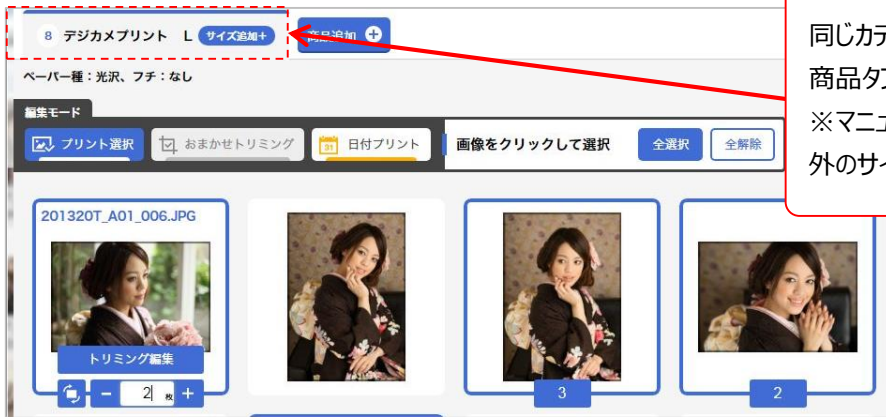 8 デジカメプリント L サイズ追加+
商品追加 +
ペーパー種：光沢、フチ：なし
編集モード
プリント選択 おまかせトリミング 31 日付プリント 画像をクリックして選択 全選択 全解除
同じカテ
商品タブ
※マニュ
外のサイ
201320T_A01_006.JPG
トリミング編集
- 2 枚 +
3
2